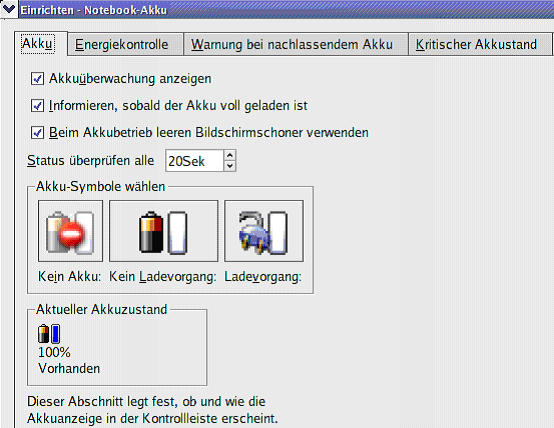 Einrichten - Notebook-Akku
Akku Energiekontrolle Warnung bei nachlassendem Akku Kritischer Akkustand
Akkuüberwachung anzeigen
Informieren, sobald der Akku voll geladen ist
Beim Akkubetrieb leeren Bildschirmschoner verwenden
Status überprüfen alle 20Sek
Akku-Symbole wählen
Kein Akku: Kein Ladevorgang: Ladevorgang:
Aktueller Akkuzustand
100%
Vorhanden
Dieser Abschnitt legt fest, ob und wie die
Akkuanzeige in der Kontrollleiste erscheint.